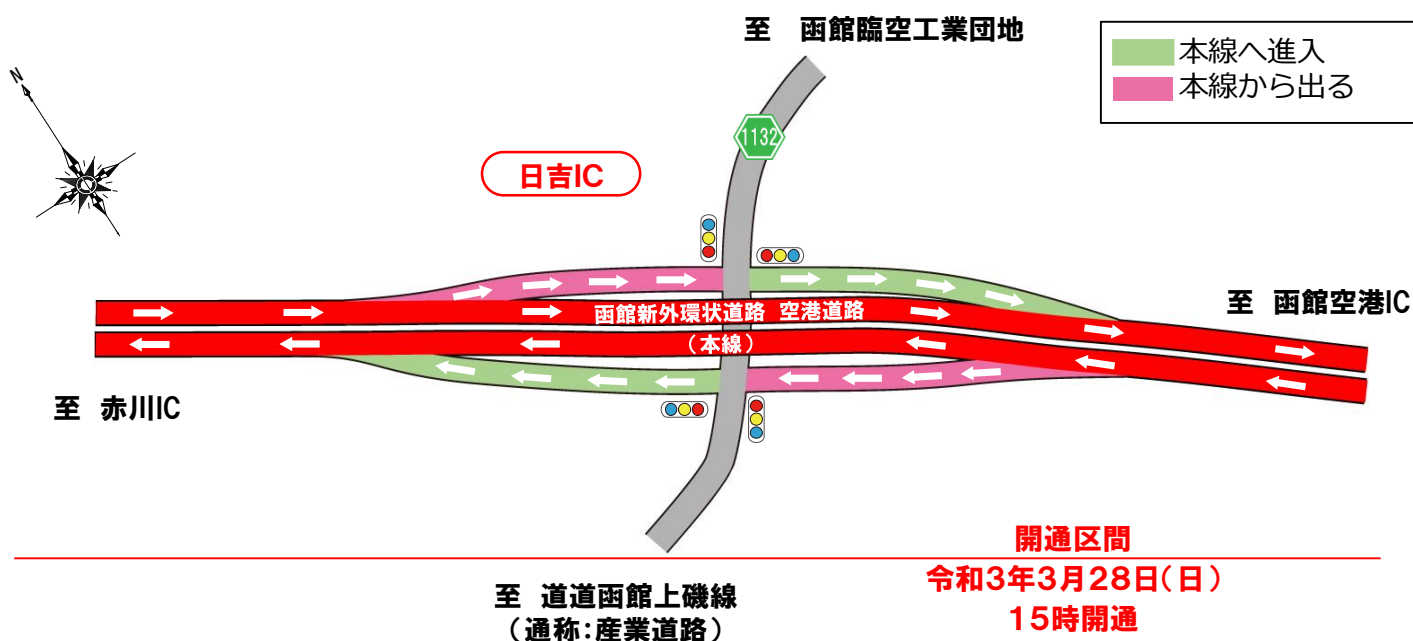 至 函館臨空工業団地
本線へ進入
本線から出る
N
1132
日吉IC
函館新外環状道路 空港道路
(本線)
至 函館空港IC
至 赤川IC
開通区間
令和3年3月28日(日)
15時開通
至 道道函館上磯線
(通称:産業道路)